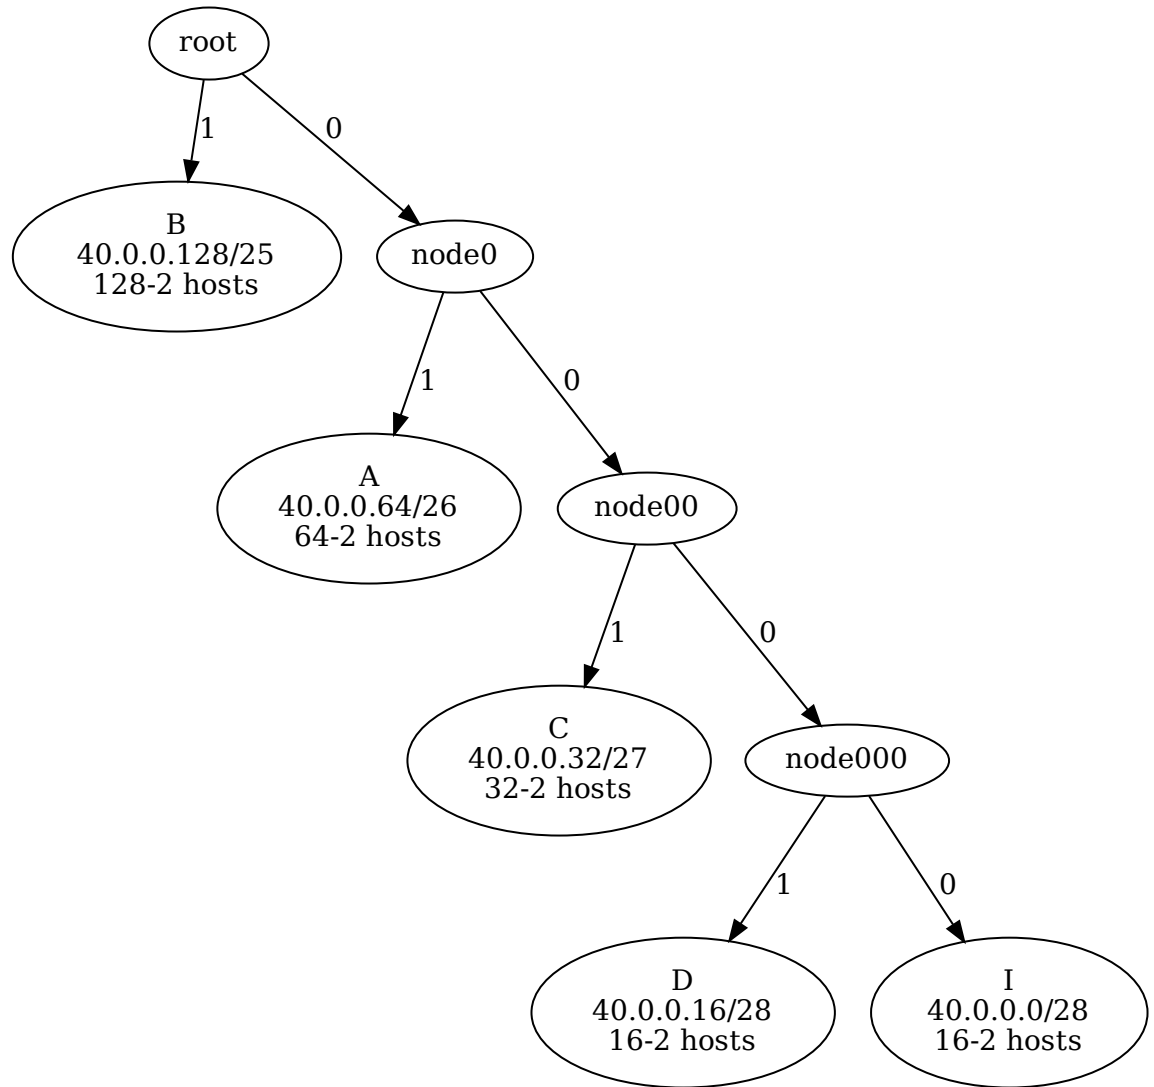 root
1
0
B
40.0.0.128/25
128-2 hosts
node0
1
0
A
40.0.0.64/26
64-2 hosts
node00
1
0
C
40.0.0.32/27
32-2 hosts
node000
1
0
D
40.0.0.16/28
16-2 hosts
I
40.0.0.0/28
16-2 hosts